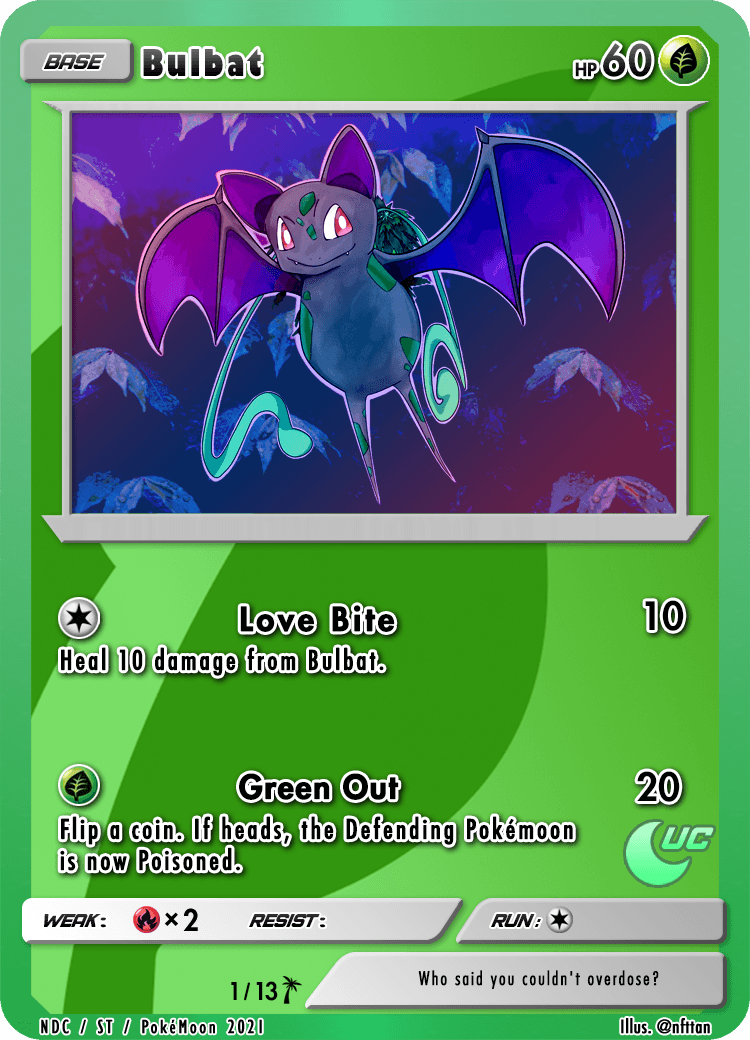 BASE Bulbat HP 60
Love Bite 10
Heal 10 damage from Bulbat.
Green Out 20
Flip a coin. If heads, the Defending Pokémoon
is now Poisoned.
UC
WEAK: ×2 RESIST: RUN:
1/13 Who said you couldn't overdose?
NDC / ST / PokéMoon 2021 Illus. @nfttan